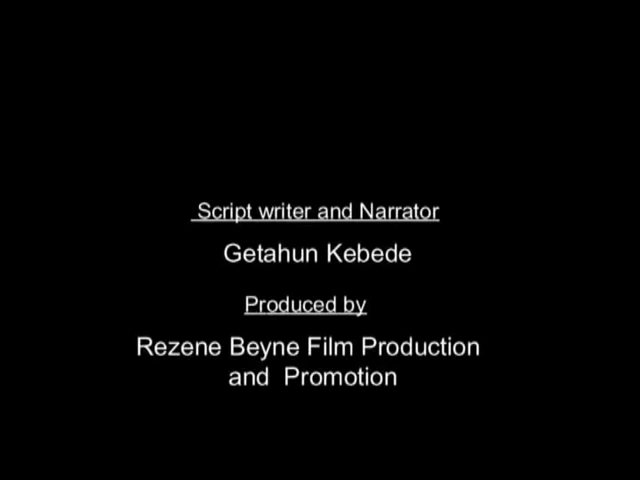 Script writer and Narrator
Getahun Kebede
Produced by
Rezene Beyne Film Production
and Promotion